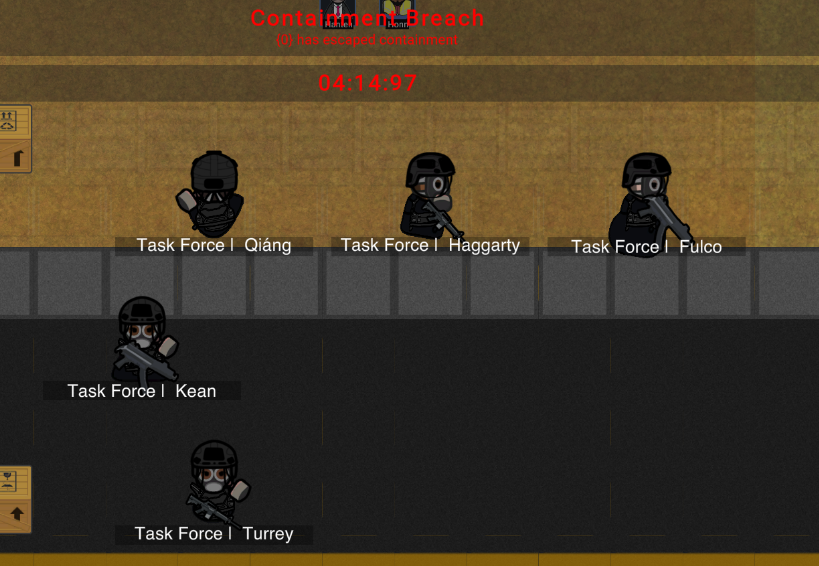 Containment Breach
(0) has escaped containment
04:14:97
Task Force | Qiáng
Task Force | Haggarty
Task Force | Fulco
Task Force | Kean
Task Force | Turrey